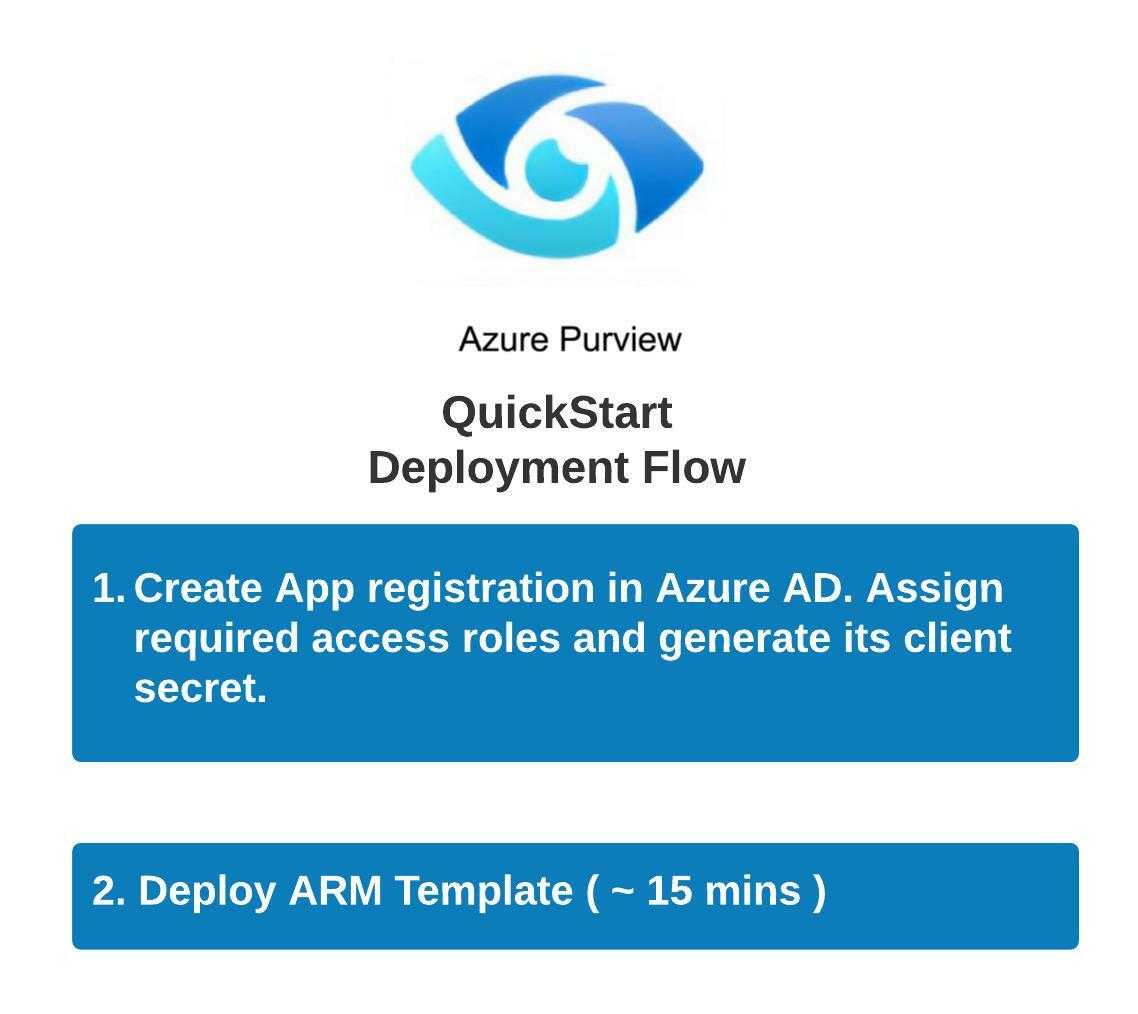 Azure Purview
QuickStart
Deployment Flow
1. Create App registration in Azure AD. Assign
required access roles and generate its client
secret.
2. Deploy ARM Template ( ~ 15 mins )